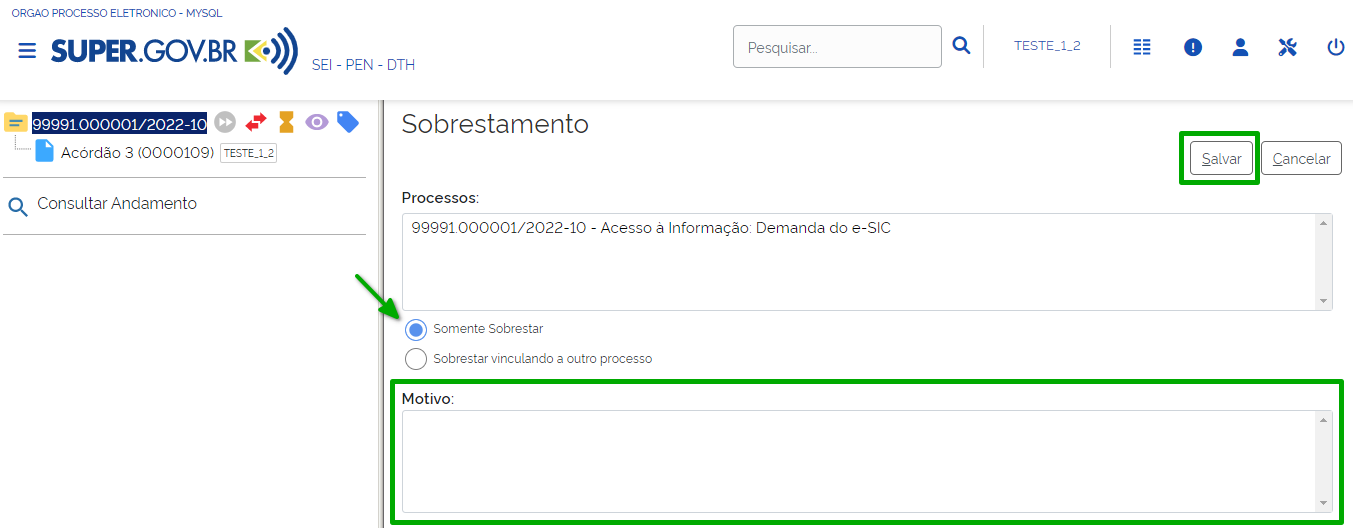 ORGAO PROCESSO ELETRONICO - MYSQL
SUPER.GOV.BR
SEI - PEN - DTH
Pesquisar...
TESTE_1_2
99991.000001/2022-10
Acórdão 3 (0000109) TESTE_1_2
Consultar Andamento
Sobrestamento
Salvar
Cancelar
Processos:
99991.000001/2022-10 - Acesso à Informação: Demanda do e-SIC
Somente Sobrestar
Sobrestar vinculando a outro processo
Motivo: